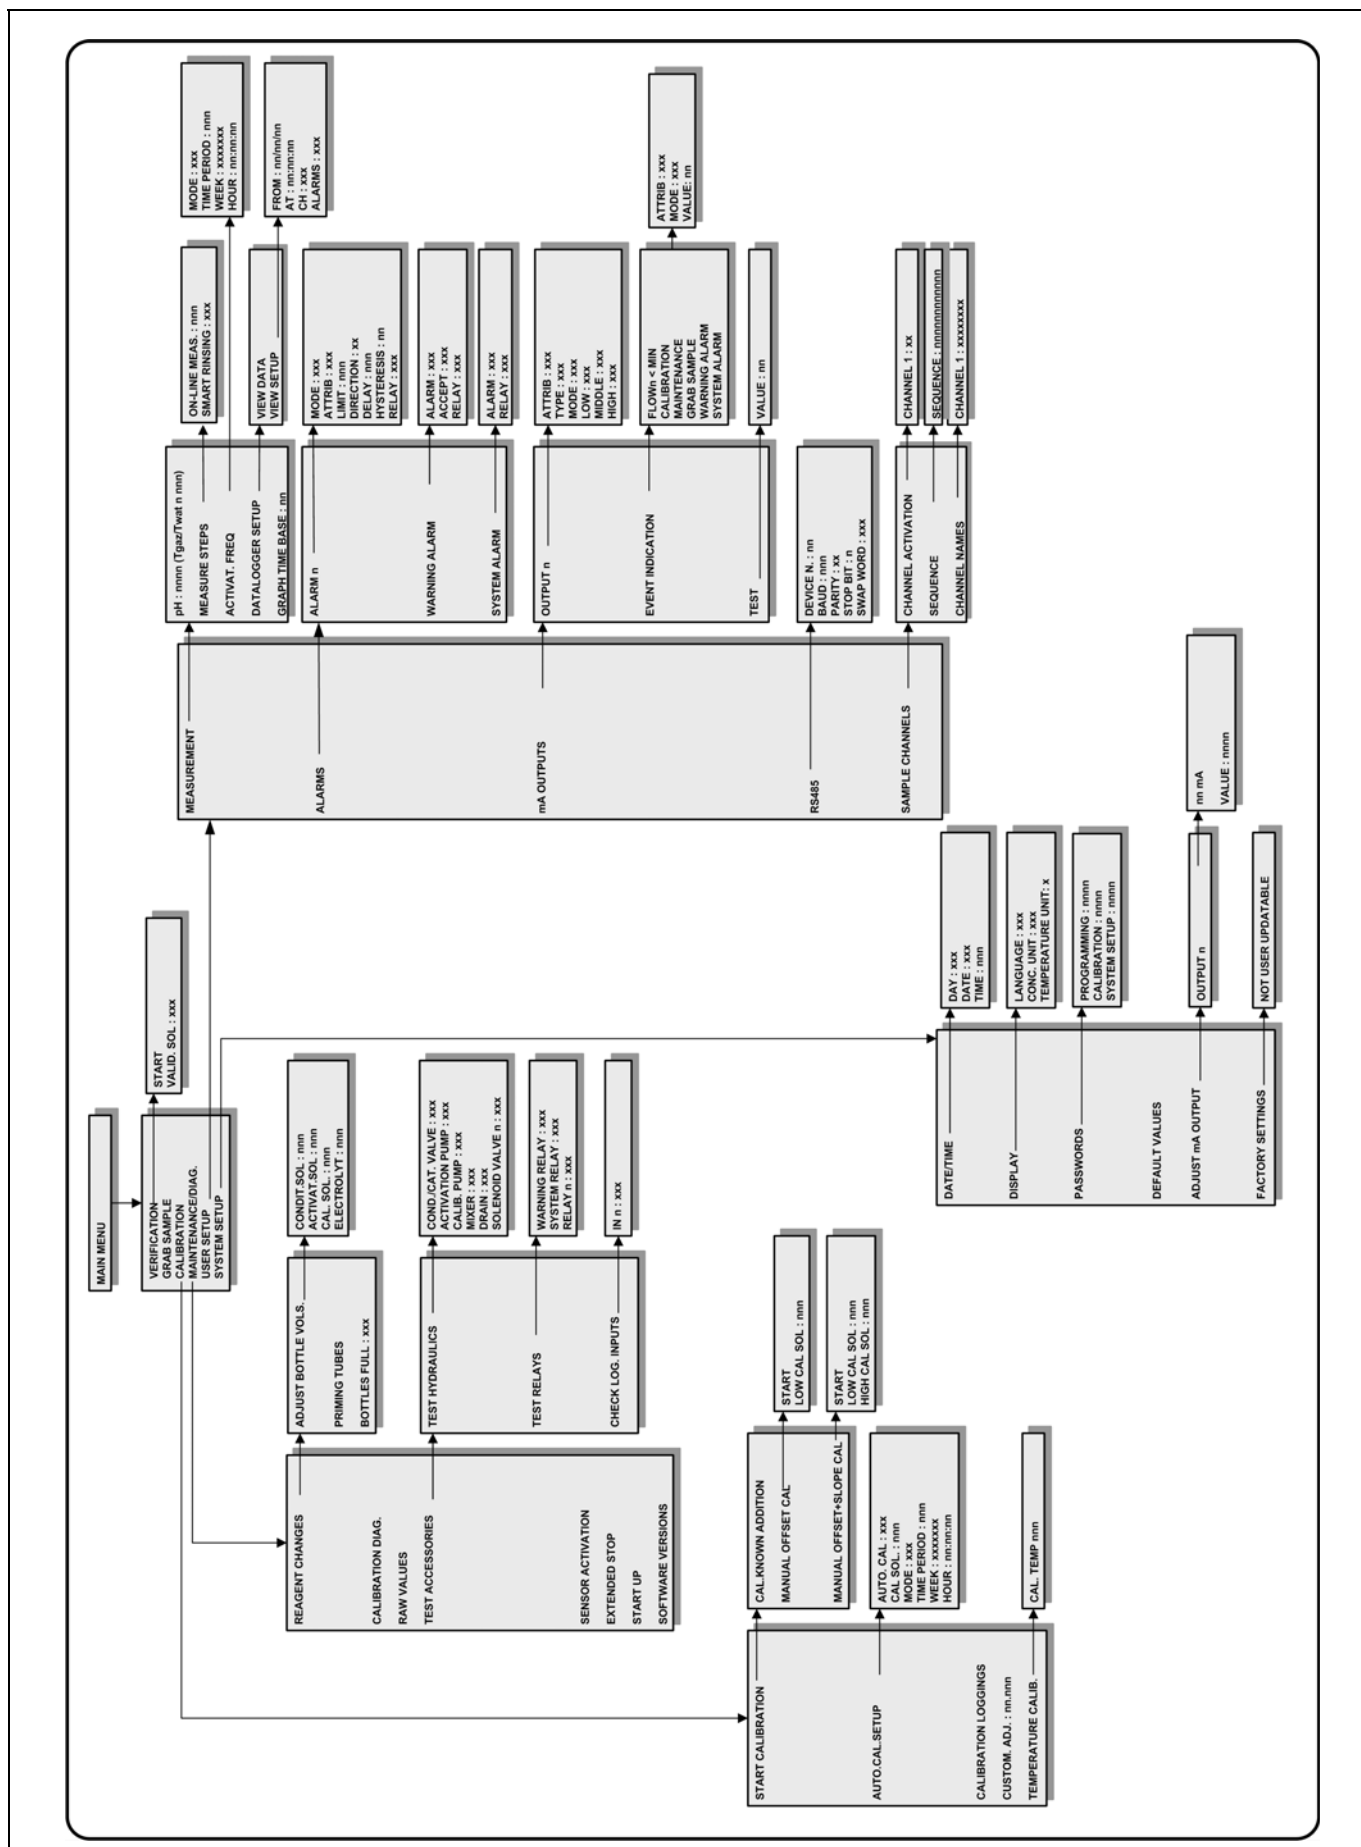 MAIN MENU
VERIFICATION
GRAB SAMPLE
CALIBRATION
MAINTENANCE/DIAG.
USER SETUP
SYSTEM SETUP
START
VALID. SOL : xxx
REAGENT CHANGES
CALIBRATION DIAG.
RAW VALUES
TEST ACCESSORIES
SENSOR ACTIVATION
EXTENDED STOP
START UP
SOFTWARE VERSIONS
ADJUST BOTTLE VOLS.
PRIMING TUBES
BOTTLES FULL : xxx
CONDIT.SOL : nnn
ACTIVAT.SOL : nnn
CAL. SOL. : nnn
ELECTROLYT : nnn
TEST HYDRAULICS
TEST RELAYS
CHECK LOG. INPUTS
COND./CAT. VALVE : xxx
ACTIVATION PUMP : xxx
CALIB. PUMP : xxx
MIXER : xxx
DRAIN : xxx
SOLENOID VALVE n : xxx
WARNING RELAY : xxx
SYSTEM RELAY : xxx
RELAY n : xxx
IN n : xxx
START CALIBRATION
AUTO.CAL.SETUP
CALIBRATION LOGGINGS
CUSTOM. ADJ. : nn.nnn
TEMPERATURE CALIB.
CAL.KNOWN ADDITION
MANUAL OFFSET CAL
MANUAL OFFSET+SLOPE CAL
START
LOW CAL SOL : nnn
START
LOW CAL SOL : nnn
HIGH CAL SOL : nnn
AUTO. CAL : xxx
CAL SOL. : nnn
MODE : xxx
TIME PERIOD : nnn
WEEK : xxxxxxx
HOUR : nn:nn:nn
CAL. TEMP nnn
MEASUREMENT
ALARMS
mA OUTPUTS
RS485
SAMPLE CHANNELS
pH : nnnn (Tgaz/Twat n nnn)
MEASURE STEPS
ACTIVAT. FREQ
DATALOGGER SETUP
GRAPH TIME BASE : nn
ON-LINE MEAS. : nnn
SMART RINSING : xxx
MODE : xxx
TIME PERIOD : nnn
WEEK : xxxxxxx
HOUR : nn:nn:nn
VIEW DATA
VIEW SETUP
FROM : nn/nn/nn
AT : nn:nn:nn
CH : xxx
ALARMS : xxx
ALARM n
WARNING ALARM
SYSTEM ALARM
MODE : xxx
ATTRIB : xxx
LIMIT : nnn
DIRECTION : xx
DELAY : nnn
HYSTERESIS : nn
RELAY : xxx
ALARM : xxx
ACCEPT : xxx
RELAY : xxx
ALARM : xxx
RELAY : xxx
OUTPUT n
EVENT INDICATION
TEST
ATTRIB : xxx
TYPE : xxx
MODE : xxx
LOW : xxx
MIDDLE : xxx
HIGH : xxx
FLOWn < MIN
CALIBRATION
MAINTENANCE
GRAB SAMPLE
WARNING ALARM
SYSTEM ALARM
ATTRIB : xxx
MODE : xxx
VALUE: nn
VALUE : nn
DEVICE N. : nn
BAUD : nnn
PARITY : xx
STOP BIT : n
SWAP WORD : xxx
CHANNEL ACTIVATION
SEQUENCE
CHANNEL NAMES
CHANNEL 1 : xx
SEQUENCE : nnnnnnnnnnnn
CHANNEL 1 : xxxxxxxx
DATE/TIME
DISPLAY
PASSWORDS
DEFAULT VALUES
ADJUST mA OUTPUT
FACTORY SETTINGS
DAY : xxx
DATE : xxx
TIME : nnn
LANGUAGE : xxx
CONC. UNIT : xxx
TEMPERATURE UNIT: x
PROGRAMMING : nnnn
CALIBRATION : nnnn
SYSTEM SETUP : nnnn
OUTPUT n
nn mA
VALUE : nnnn
NOT USER UPDATABLE